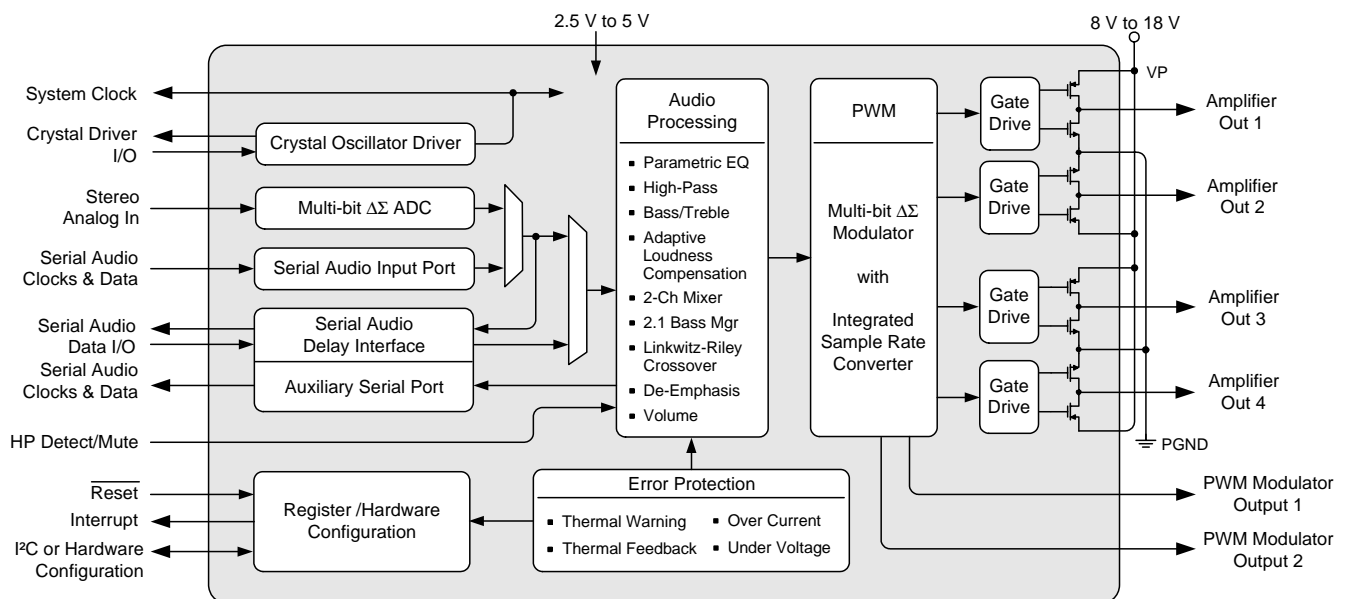 2.5 V to 5 V
8 V to 18 V
VP
System Clock
Crystal Driver
I/O
Crystal Oscillator Driver
Stereo
Analog In
Multi-bit ΔΣ ADC
Serial Audio
Clocks & Data
Serial Audio Input Port
Serial Audio
Data I/O
Serial Audio
Delay Interface
Serial Audio
Clocks & Data
Auxiliary Serial Port
HP Detect/Mute
Reset
Interrupt
I²C or Hardware
Configuration
Register /Hardware
Configuration
Audio
Processing
▪ Parametric EQ
▪ High-Pass
▪ Bass/Treble
▪ Adaptive
Loudness
Compensation
▪ 2-Ch Mixer
▪ 2.1 Bass Mgr
▪ Linkwitz-Riley
Crossover
▪ De-Emphasis
▪ Volume
Error Protection
▪ Thermal Warning
▪ Over Current
▪ Thermal Feedback
▪ Under Voltage
PWM
Multi-bit ΔΣ
Modulator
with
Integrated
Sample Rate
Converter
Gate
Drive
Gate
Drive
Gate
Drive
Gate
Drive
Amplifier
Out 1
Amplifier
Out 2
Amplifier
Out 3
Amplifier
Out 4
PGND
PWM Modulator
Output 1
PWM Modulator
Output 2